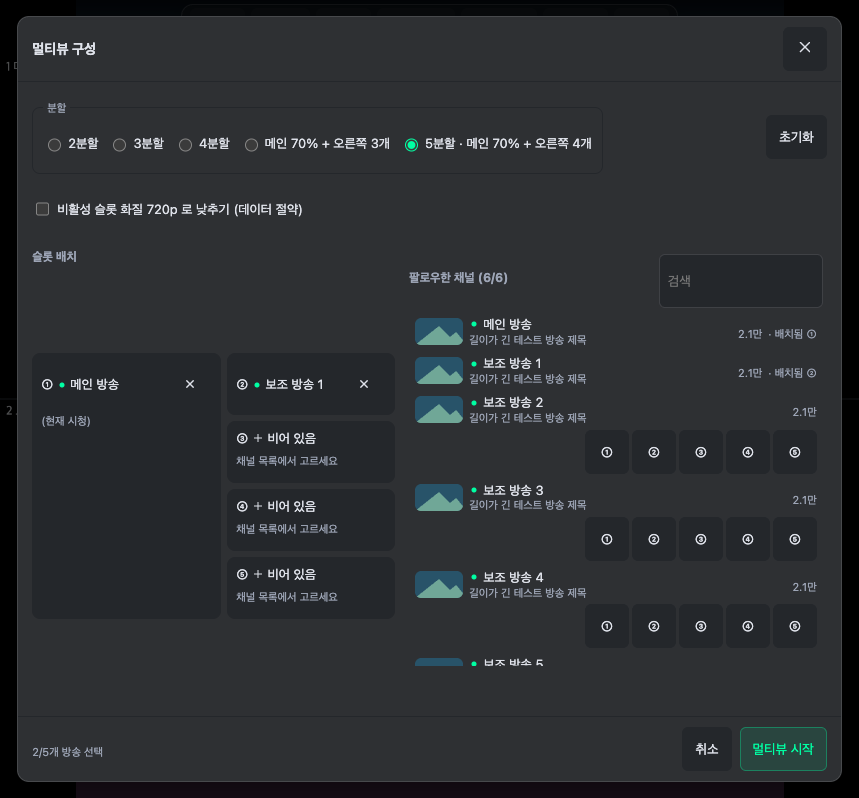 멀티뷰 구성
✕
분할
2분할 3분할 4분할 메인 70% + 오른쪽 3개 5분할 · 메인 70% + 오른쪽 4개
초기화
비활성 슬롯 화질 720p 로 낮추기 (데이터 절약)
슬롯 배치
① 메인 방송 ✕
(현재 시청)
② 보조 방송 1 ✕
③ + 비어 있음
채널 목록에서 고르세요
④ + 비어 있음
채널 목록에서 고르세요
⑤ + 비어 있음
채널 목록에서 고르세요
팔로우한 채널 (6/6)
검색
메인 방송
길이가 긴 테스트 방송 제목
2.1만 · 배치됨 ①
보조 방송 1
길이가 긴 테스트 방송 제목
2.1만 · 배치됨 ②
보조 방송 2
길이가 긴 테스트 방송 제목
2.1만
① ② ③ ④ ⑤
보조 방송 3
길이가 긴 테스트 방송 제목
2.1만
① ② ③ ④ ⑤
보조 방송 4
길이가 긴 테스트 방송 제목
2.1만
① ② ③ ④ ⑤
보조 방송 5
2/5개 방송 선택
취소
멀티뷰 시작